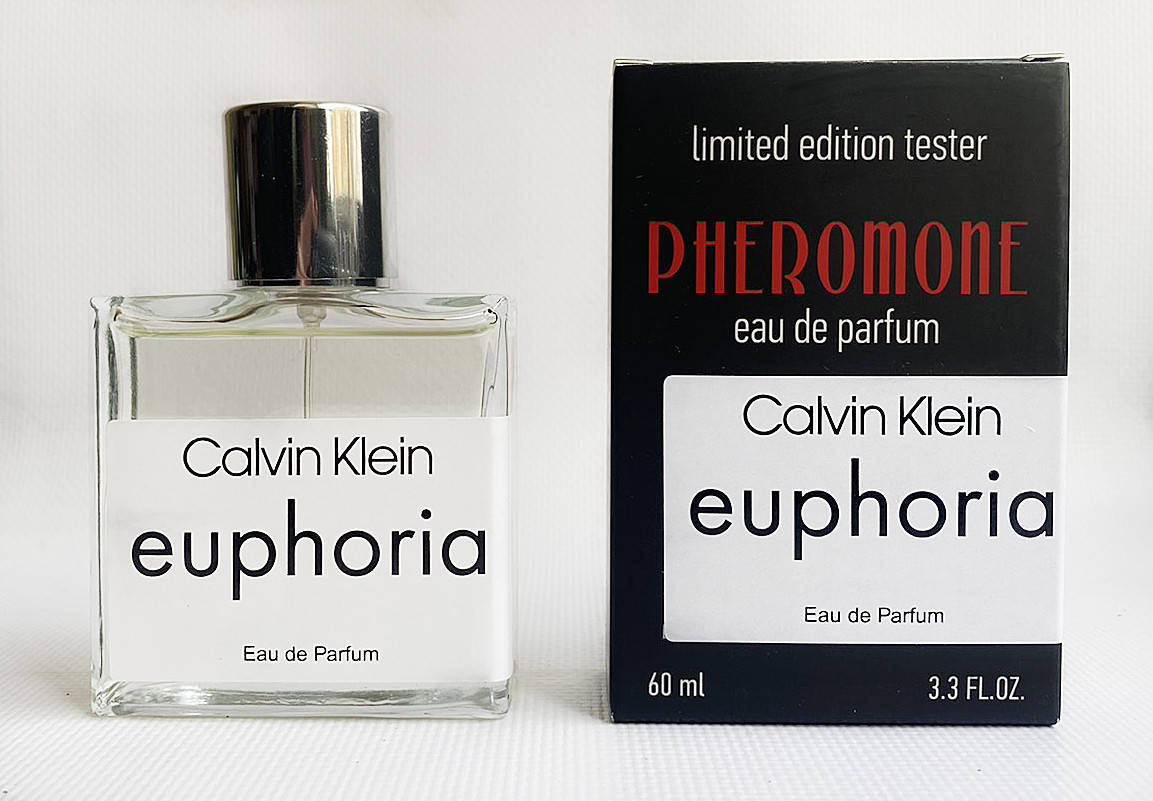 Calvin Klein
euphoria
Eau de Parfum
limited edition tester
PHEROMONE
eau de parfum
Calvin Klein
euphoria
Eau de Parfum
60 ml
3.3 FL.OZ.